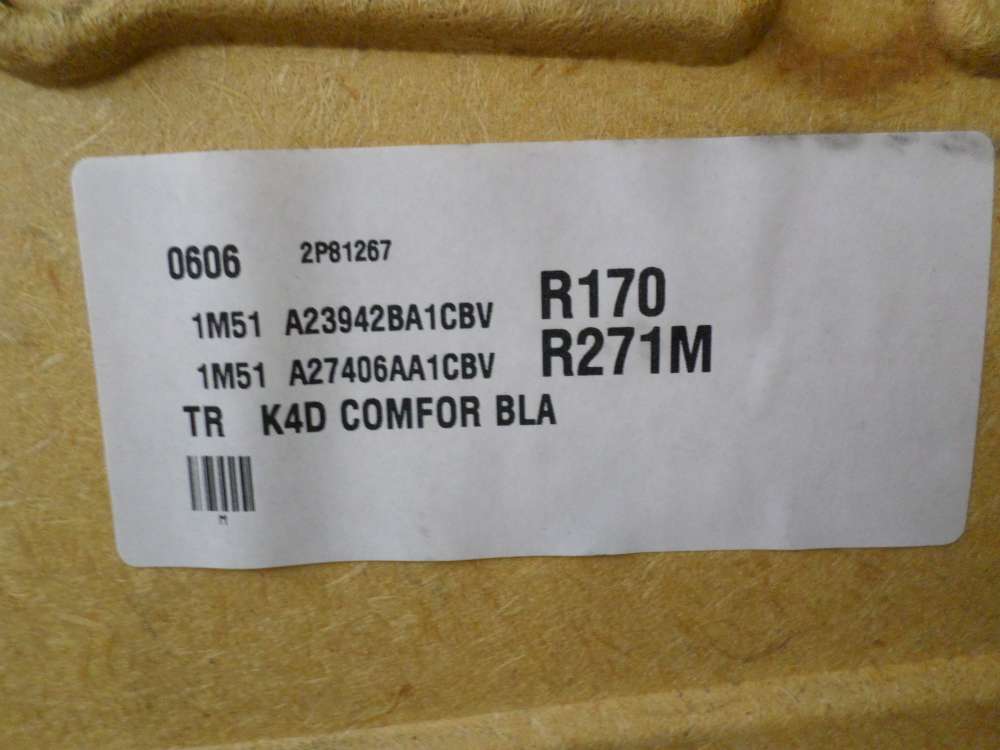 0606 2P81267
1M51 A23942BA1CBV R170
1M51 A27406AA1CBV R271M
TR K4D COMFOR BLA
M